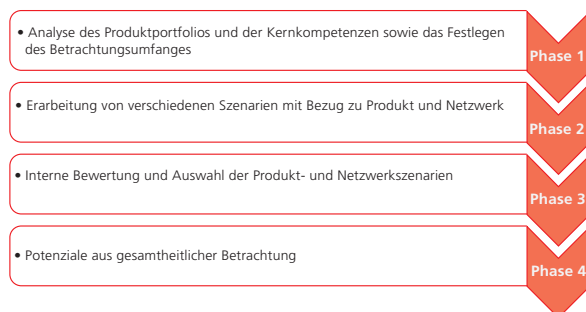 • Analyse des Produktportfolios und der Kernkompetenzen sowie das Festlegen
des Betrachtungsumfanges
Phase 1
• Erarbeitung von verschiedenen Szenarien mit Bezug zu Produkt und Netzwerk
Phase 2
• Interne Bewertung und Auswahl der Produkt- und Netzwerkszenarien
Phase 3
• Potenziale aus gesamtheitlicher Betrachtung
Phase 4